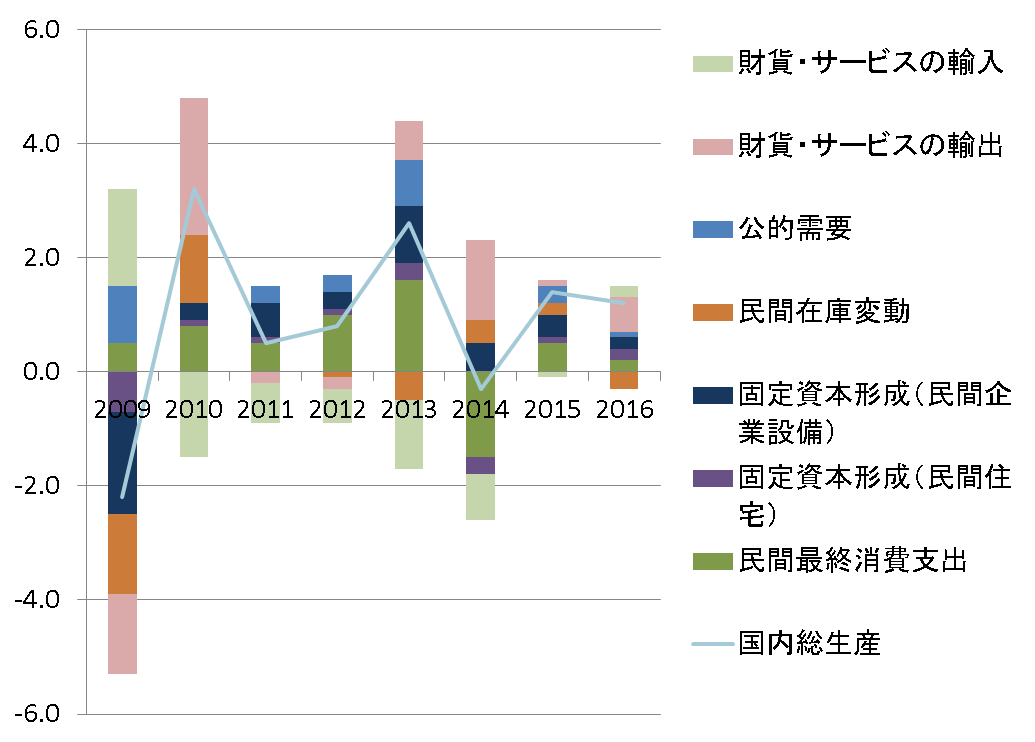 6.0
4.0
2.0
0.0
-2.0
-4.0
-6.0
2009 2010 2011 2012 2013 2014 2015 2016
財貨・サービスの輸入
財貨・サービスの輸出
公的需要
民間在庫変動
固定資本形成（民間企
業設備）
固定資本形成（民間住
宅）
民間最終消費支出
国内総生産